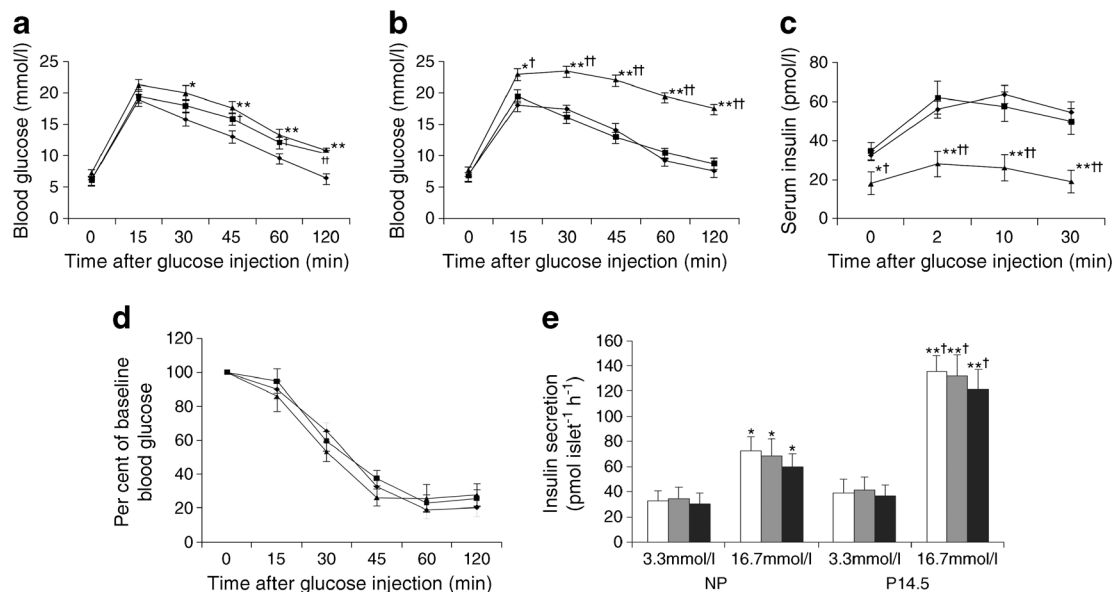 a
Blood glucose (mmol/l)
25
20
15
10
5
0
*
**
†
**
†
**
††
0 15 30 45 60 120
Time after glucose injection (min)
b
Blood glucose (mmol/l)
25
20
15
10
5
0
*†
**††
**††
**††
**††
0 15 30 45 60 120
Time after glucose injection (min)
c
Serum insulin (pmol/l)
80
60
40
20
0
*†
**††
**††
**††
0 2 10 30
Time after glucose injection (min)
d
Per cent of baseline
blood glucose
120
100
80
60
40
20
0
0 15 30 45 60 120
Time after glucose injection (min)
e
Insulin secretion
(pmol islet⁻¹ h⁻¹)
160
140
120
100
80
60
40
20
0
* * *
**† **† **†
3.3mmol/l 16.7mmol/l 3.3mmol/l 16.7mmol/l
NP P14.5